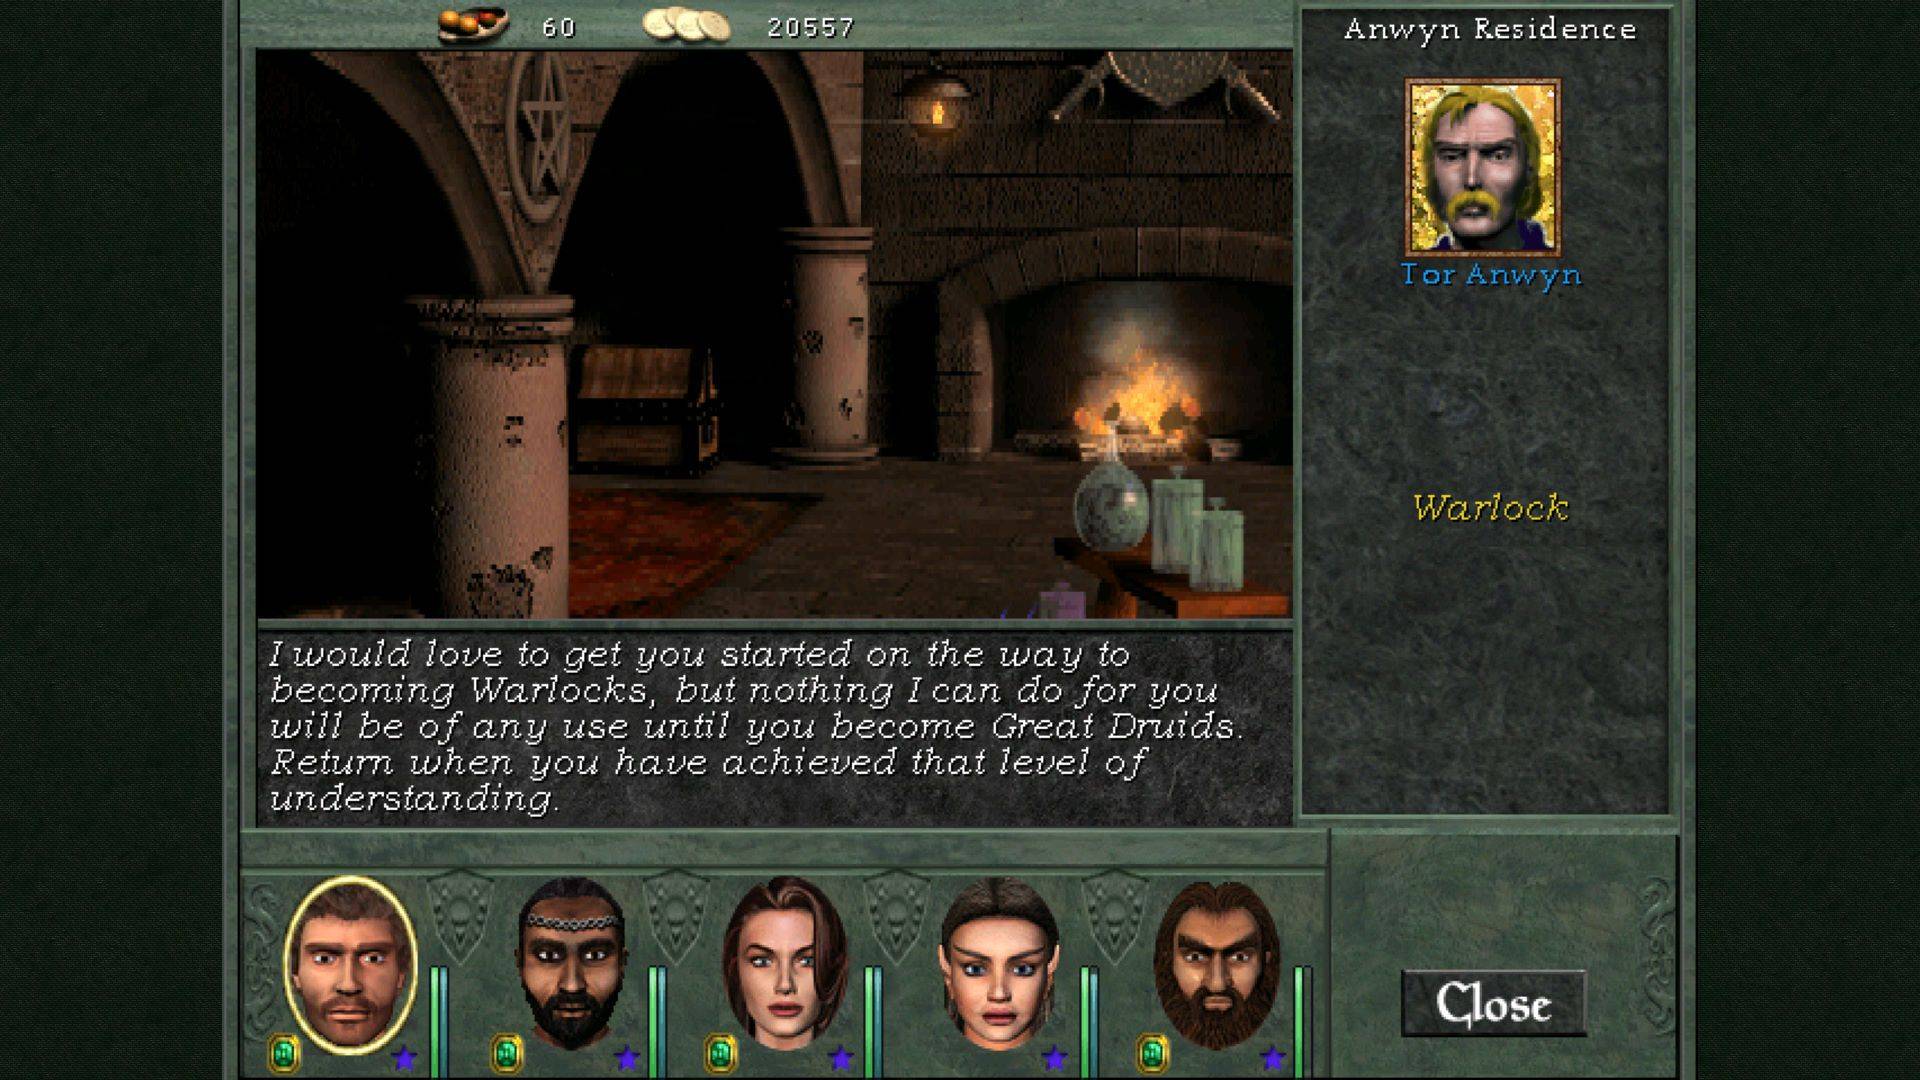 60
20557
Anwyn Residence
Tor Anwyn
Warlock
I would love to get you started on the way to
becoming Warlocks, but nothing I can do for you
will be of any use until you become Great Druids.
Return when you have achieved that level of
understanding.
Close